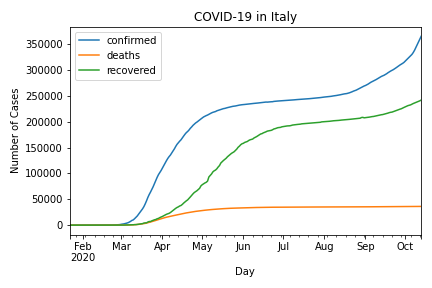 COVID-19 in Italy
confirmed
deaths
recovered
Number of Cases
350000
300000
250000
200000
150000
100000
50000
0
Feb Mar Apr May Jun Jul Aug Sep Oct
2020
Day